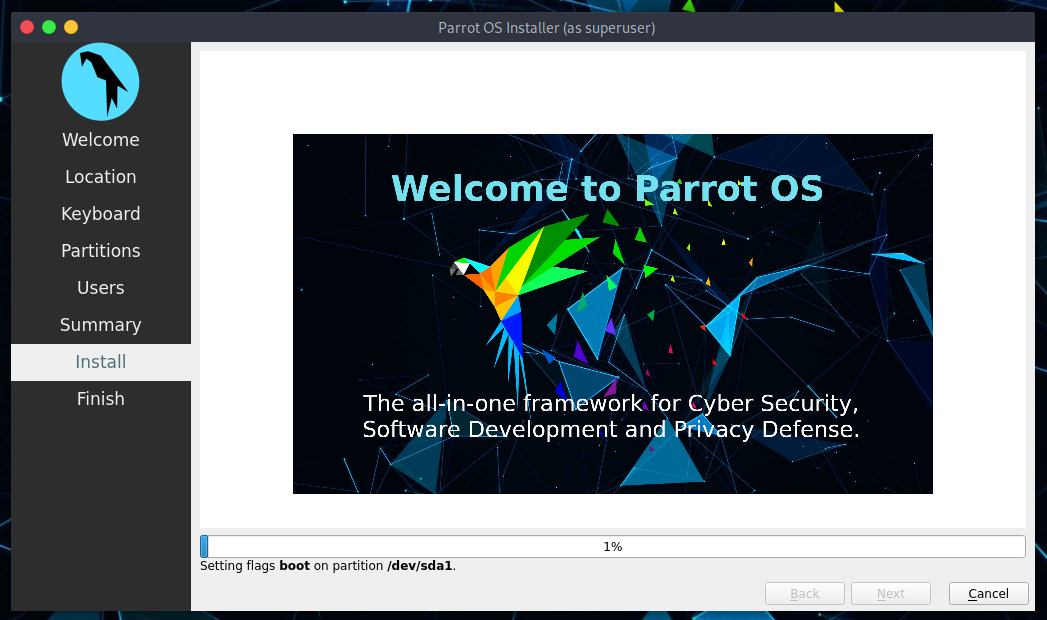 Parrot OS Installer (as superuser)
Welcome
Location
Keyboard
Partitions
Users
Summary
Install
Finish
Welcome to Parrot OS
The all-in-one framework for Cyber Security,
Software Development and Privacy Defense.
1%
Setting flags boot on partition /dev/sda1.
Back
Next
Cancel